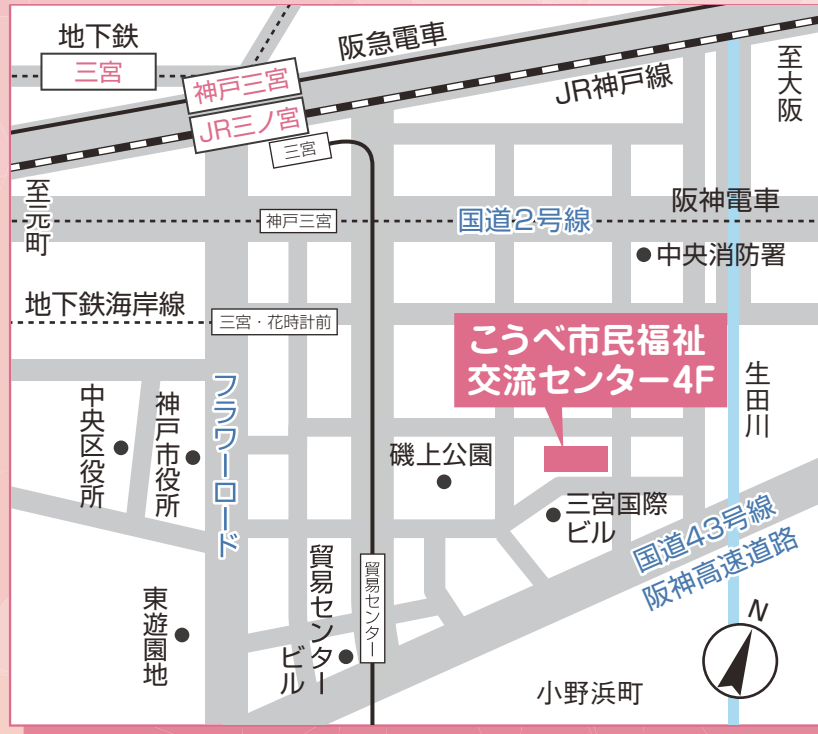 地下鉄
三宮
神戸三宮
JR三ノ宮
三宮
阪急電車
JR神戸線
至大阪
至元町
神戸三宮
国道2号線
阪神電車
中央消防署
地下鉄海岸線
三宮・花時計前
こうべ市民福祉
交流センター4F
生田川
中央区役所
神戸市役所
フラワーロード
磯上公園
三宮国際
ビル
国道43号線
阪神高速道路
東遊園地
貿易センター
ビル
貿易センター
小野浜町
N